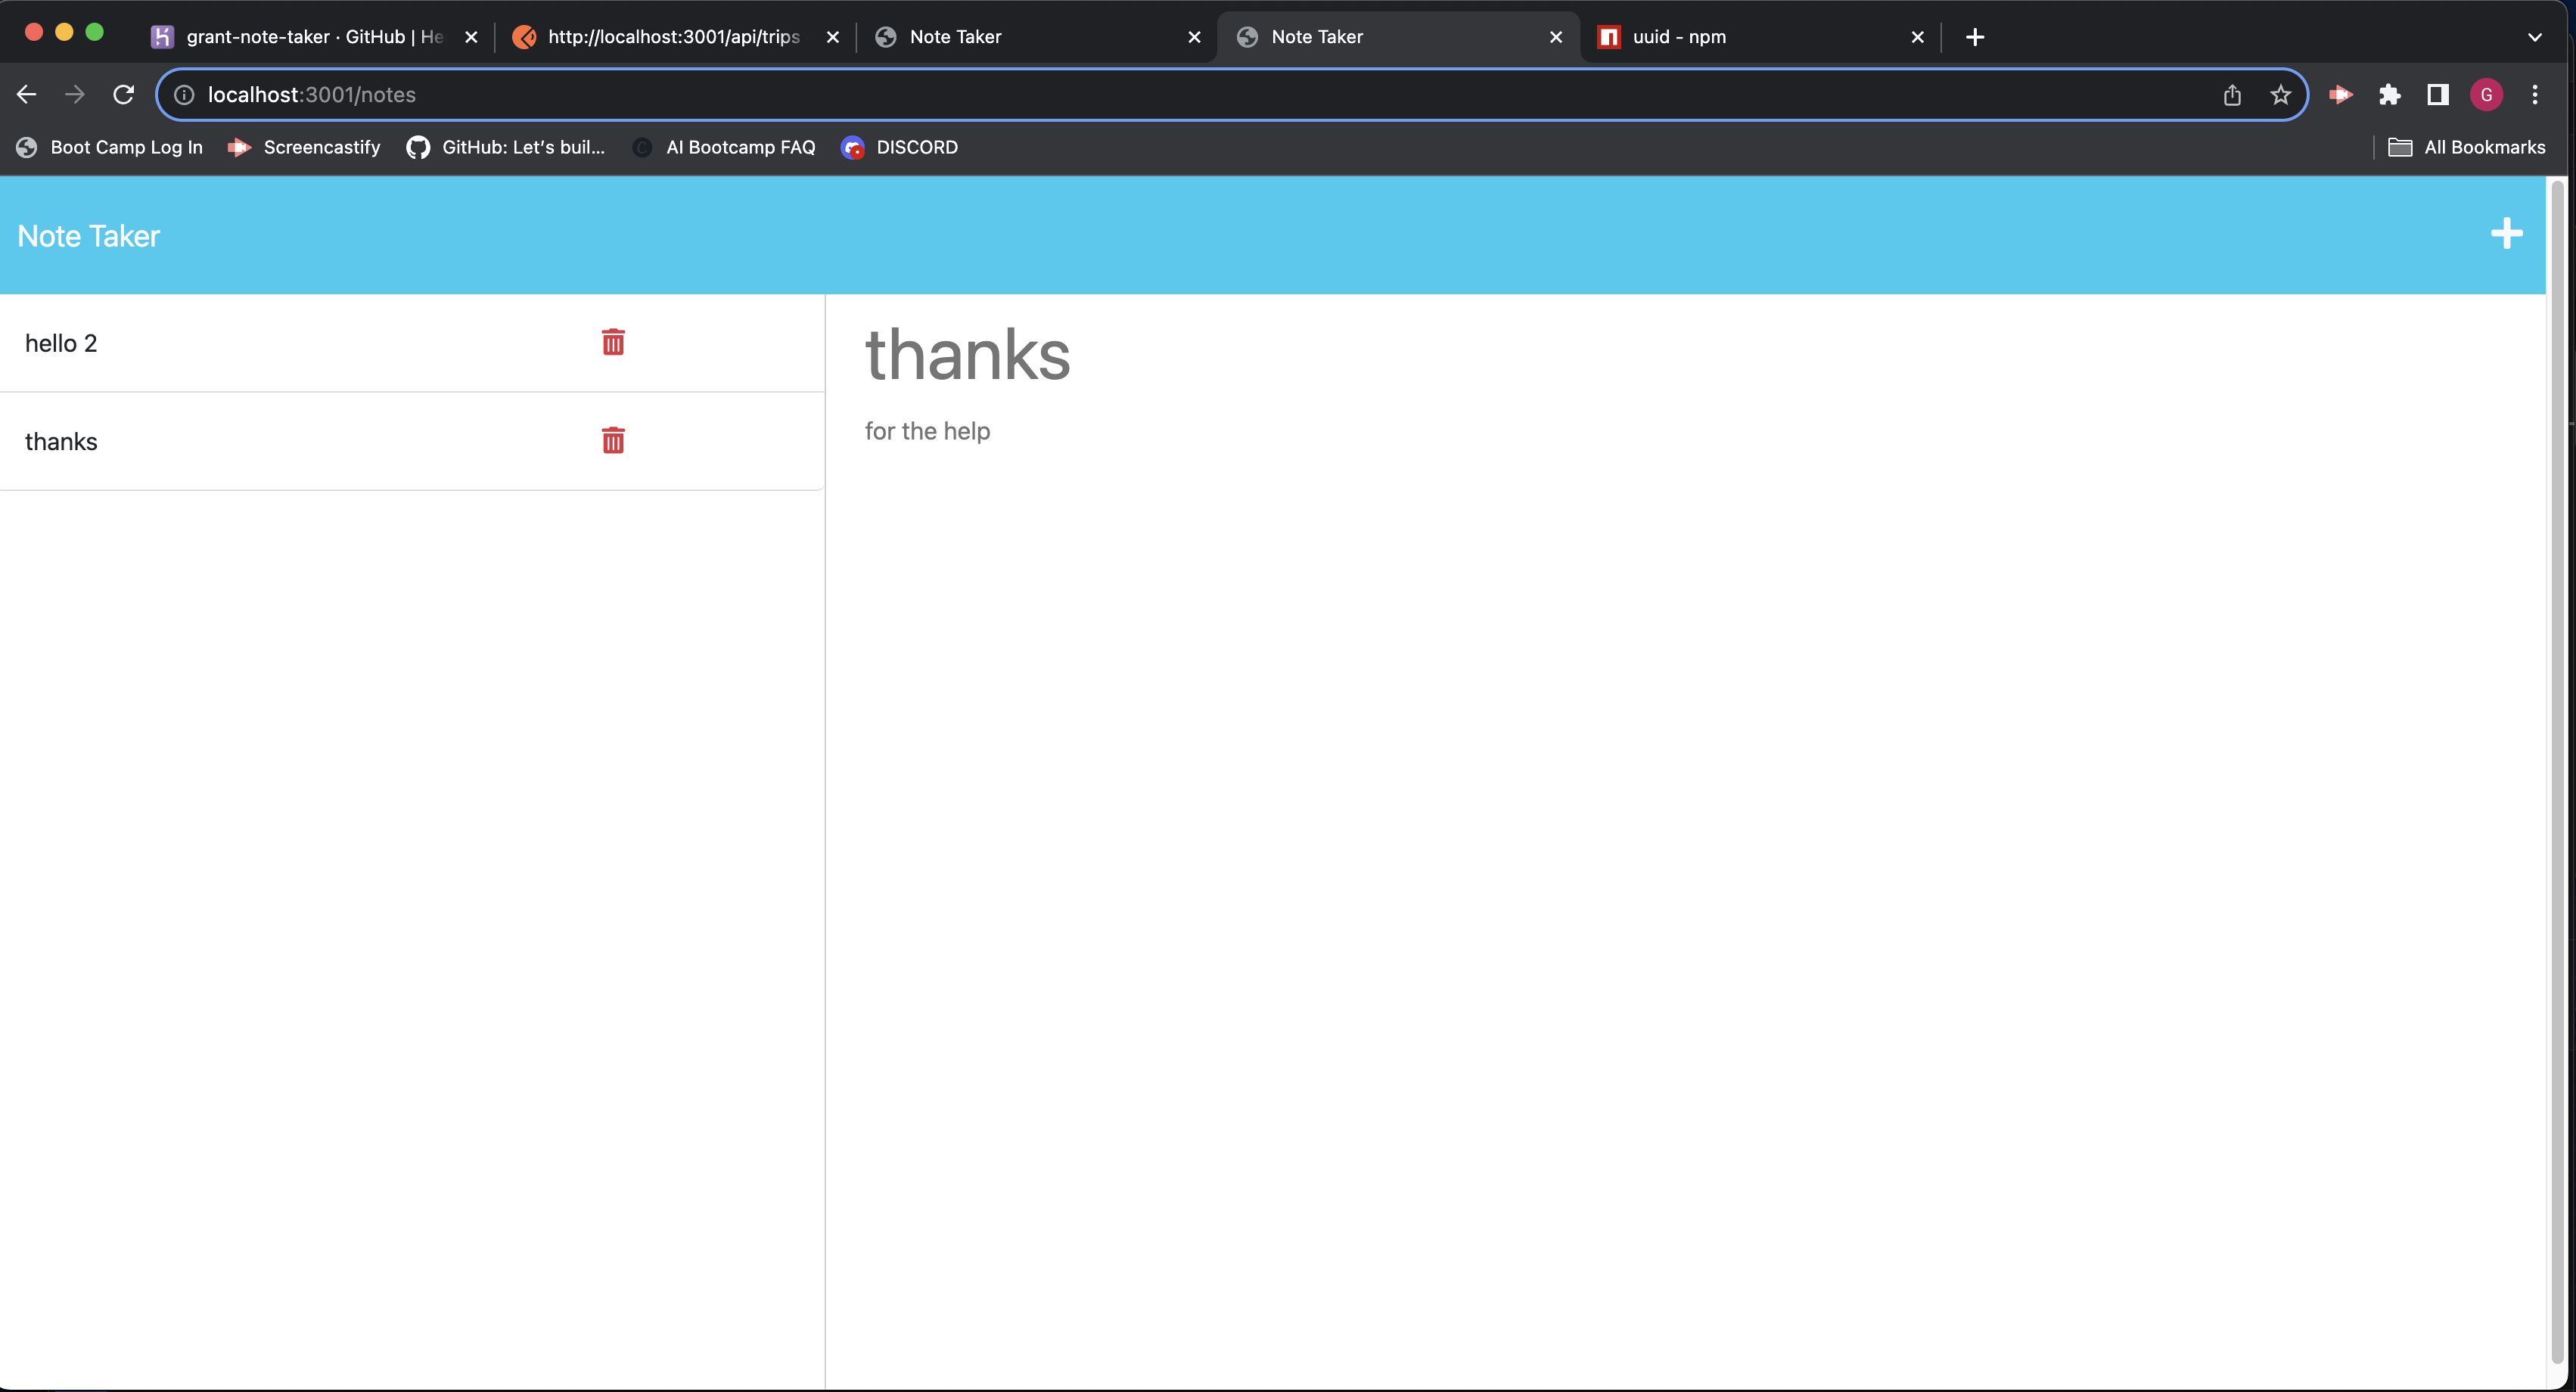 grant-note-taker · GitHub | He
http://localhost:3001/api/trips
Note Taker
Note Taker
uuid - npm
localhost:3001/notes
G
Boot Camp Log In
Screencastify
GitHub: Let's buil...
AI Bootcamp FAQ
DISCORD
All Bookmarks
Note Taker
hello 2
thanks
thanks
for the help